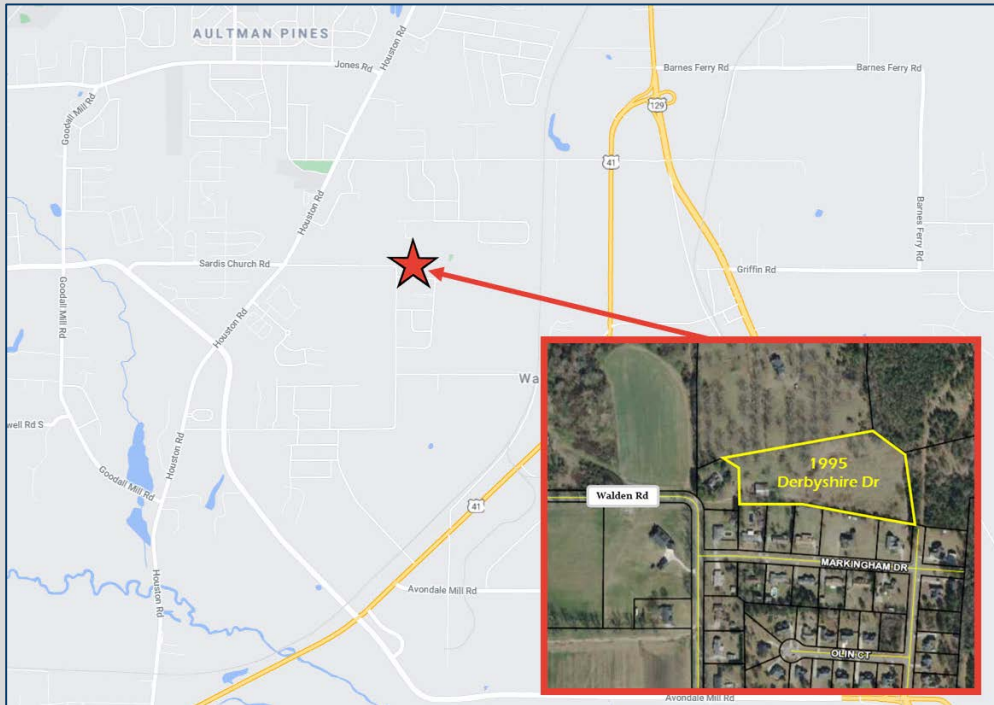 AULTMAN PINES
Jones Rd
Houston Rd
Goodall Mill Rd
Barnes Ferry Rd
Barnes Ferry Rd
129
41
Houston Rd
Barnes Ferry Rd
Sardis Church Rd
Griffin Rd
Goodall Mill Rd
Houston Rd
Wa
well Rd S
Goodall Mill Rd
Houston Rd
41
Houston Rd
Avondale Mill Rd
Avondale Mill Rd
1995
Derbyshire Dr
Walden Rd
MARKINGHAM DR
OLIN CT